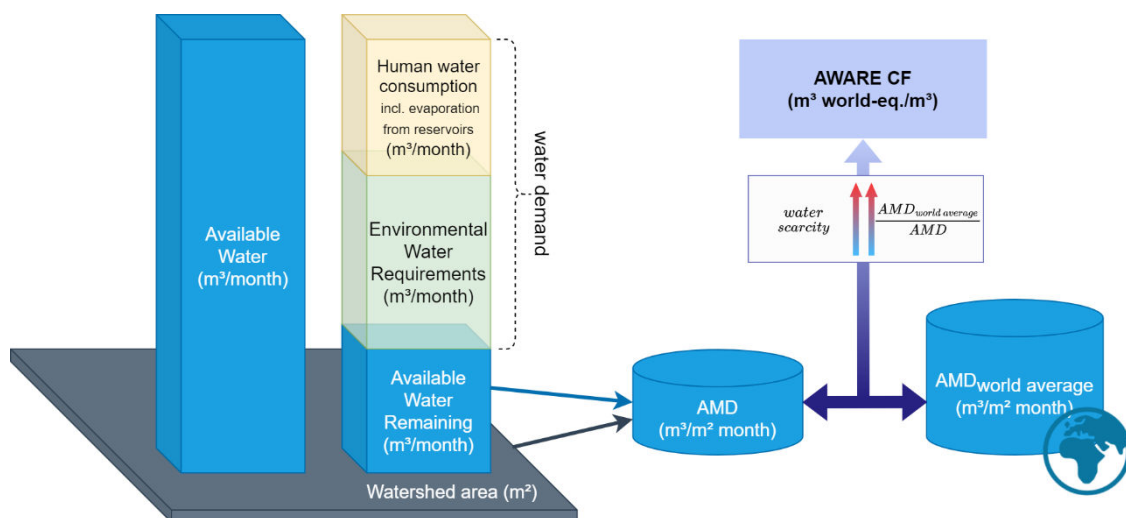 Available
Water
(m³/month)
Human water
consumption
incl. evaporation
from reservoirs
(m³/month)
Environmental
Water
Requirements
(m³/month)
Available
Water
Remaining
(m³/month)
water demand
Watershed area (m²)
AMD
(m³/m² month)
AMDworld average
(m³/m² month)
AWARE CF
(m³ world-eq./m³)
water
scarcity
AMDworld average
AMD